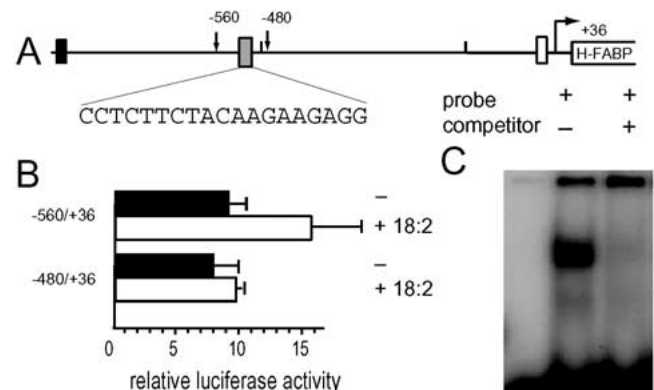 A
-560
-480
+36
H-FABP
CCTCTTCTACAAGAAGAGG
probe + +
competitor – +
B
C
-560/+36
–
+ 18:2
-480/+36
–
+ 18:2
0 5 10 15
relative luciferase activity